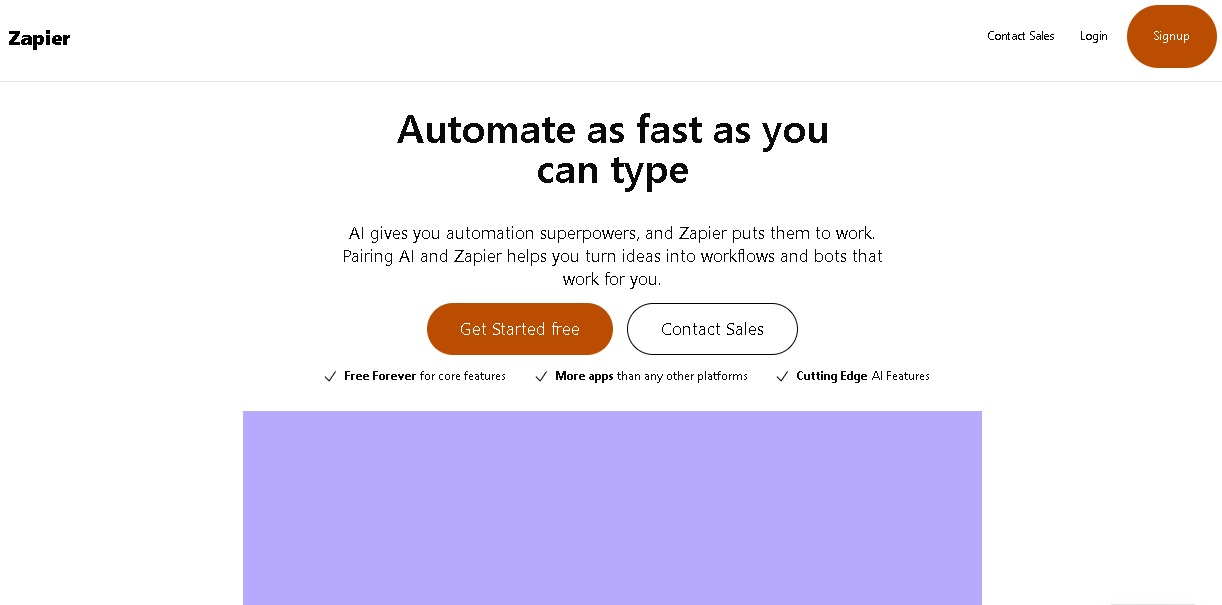 Zapier
Contact Sales
Login
Signup
Automate as fast as you
can type
AI gives you automation superpowers, and Zapier puts them to work.
Pairing AI and Zapier helps you turn ideas into workflows and bots that
work for you.
Get Started free
Contact Sales
Free Forever for core features
More apps than any other platforms
Cutting Edge AI Features